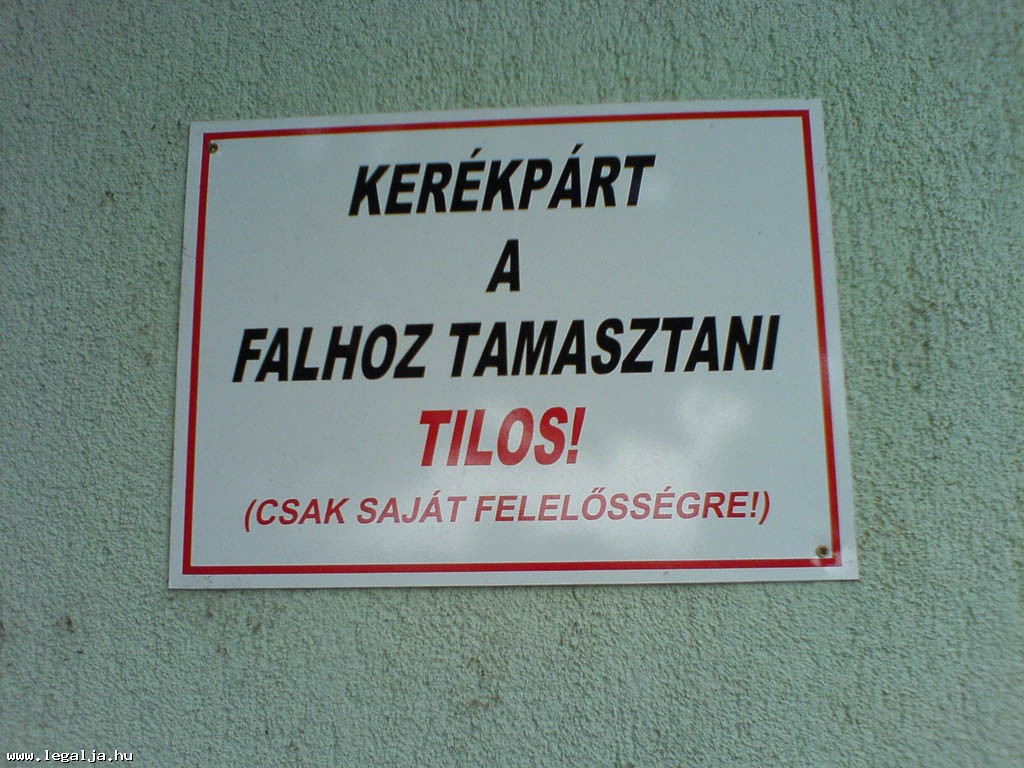 KERÉKPÁRT
A
FALHOZ TAMASZTANI
TILOS!
(CSAK SAJÁT FELELŐSSÉGRE!)
www.legalja.hu